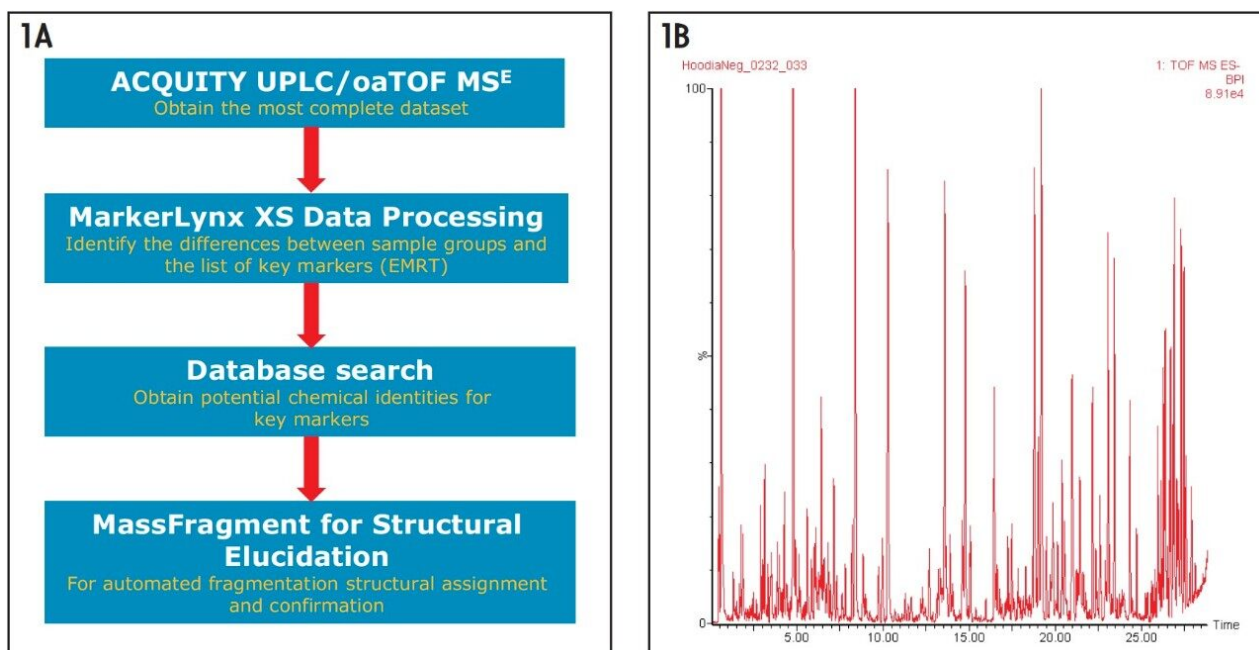 1A
ACQUITY UPLC/oaTOF MSᴱ
Obtain the most complete dataset
MarkerLynx XS Data Processing
Identify the differences between sample groups and
the list of key markers (EMRT)
Database search
Obtain potential chemical identities for
key markers
MassFragment for Structural
Elucidation
For automated fragmentation structural assignment
and confirmation
1B
HoodiaNeg_0232_033
1: TOF MS ES-
BPI
8.91e4
100
%
0
5.00 10.00 15.00 20.00 25.00
Time